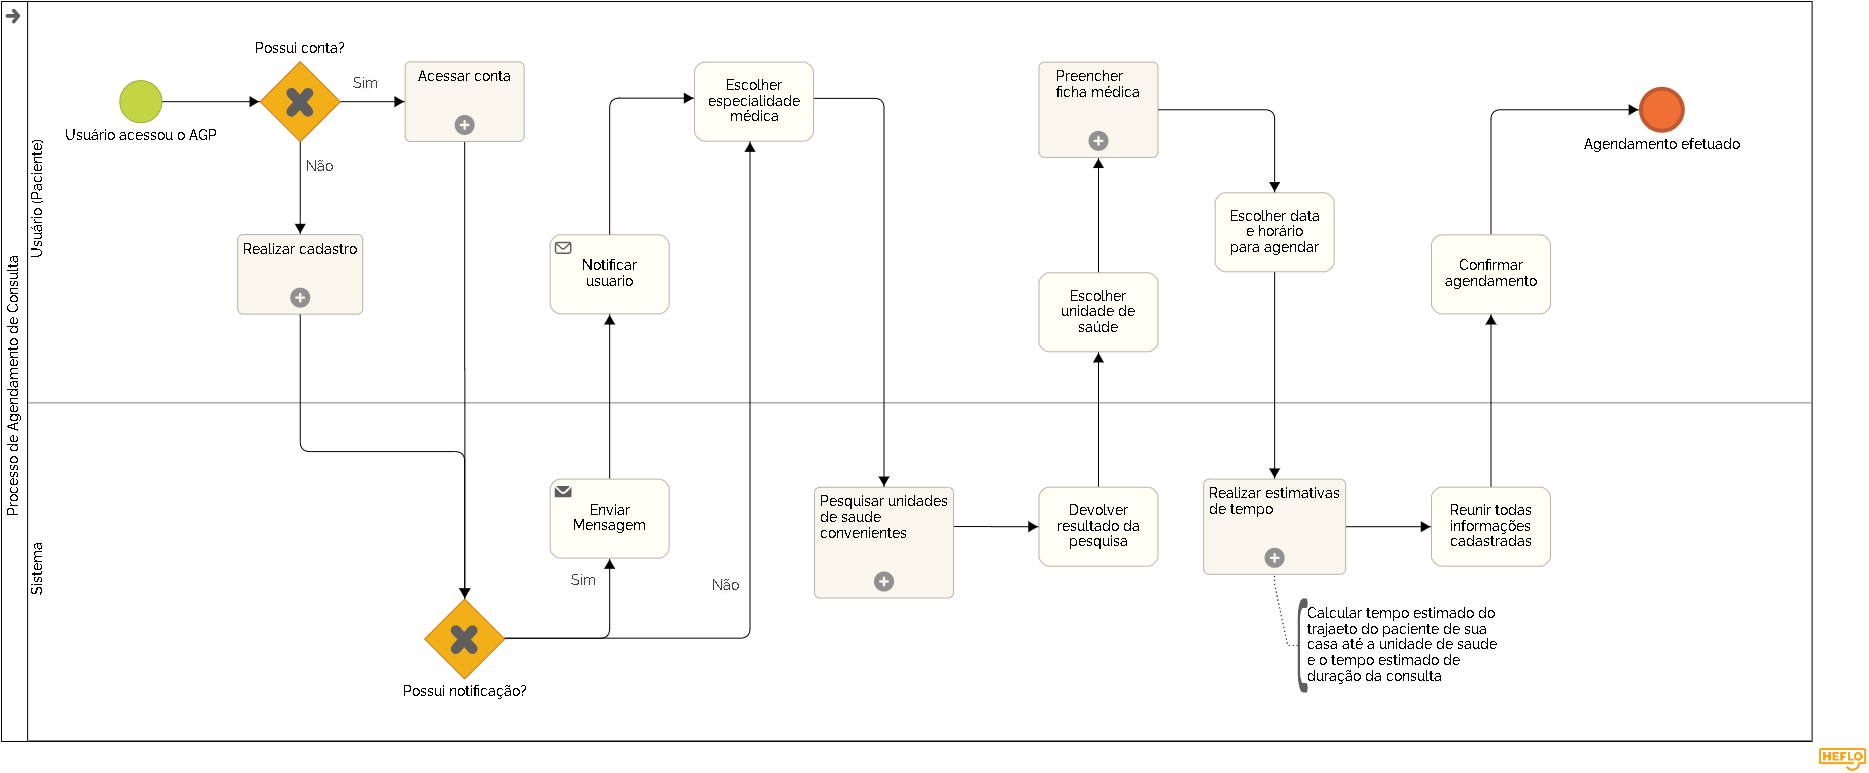 Processo de Agendamento de Consulta
Usuário (Paciente)
Usuário acessou o AGP
Possui conta?
Sim
Não
Acessar conta
Realizar cadastro
Notificar
usuario
Escolher
especialidade
médica
Preencher
ficha médica
Escolher
unidade de
saúde
Escolher data
e horário
para agendar
Confirmar
agendamento
Agendamento efetuado
Sistema
Possui notificação?
Sim
Não
Enviar
Mensagem
Pesquisar unidades
de saude
convenientes
Devolver
resultado da
pesquisa
Realizar estimativas
de tempo
Reunir todas
informações
cadastradas
Calcular tempo estimado do
trajaeto do paciente de sua
casa até a unidade de saude
e o tempo estimado de
duração da consulta
HEFLO